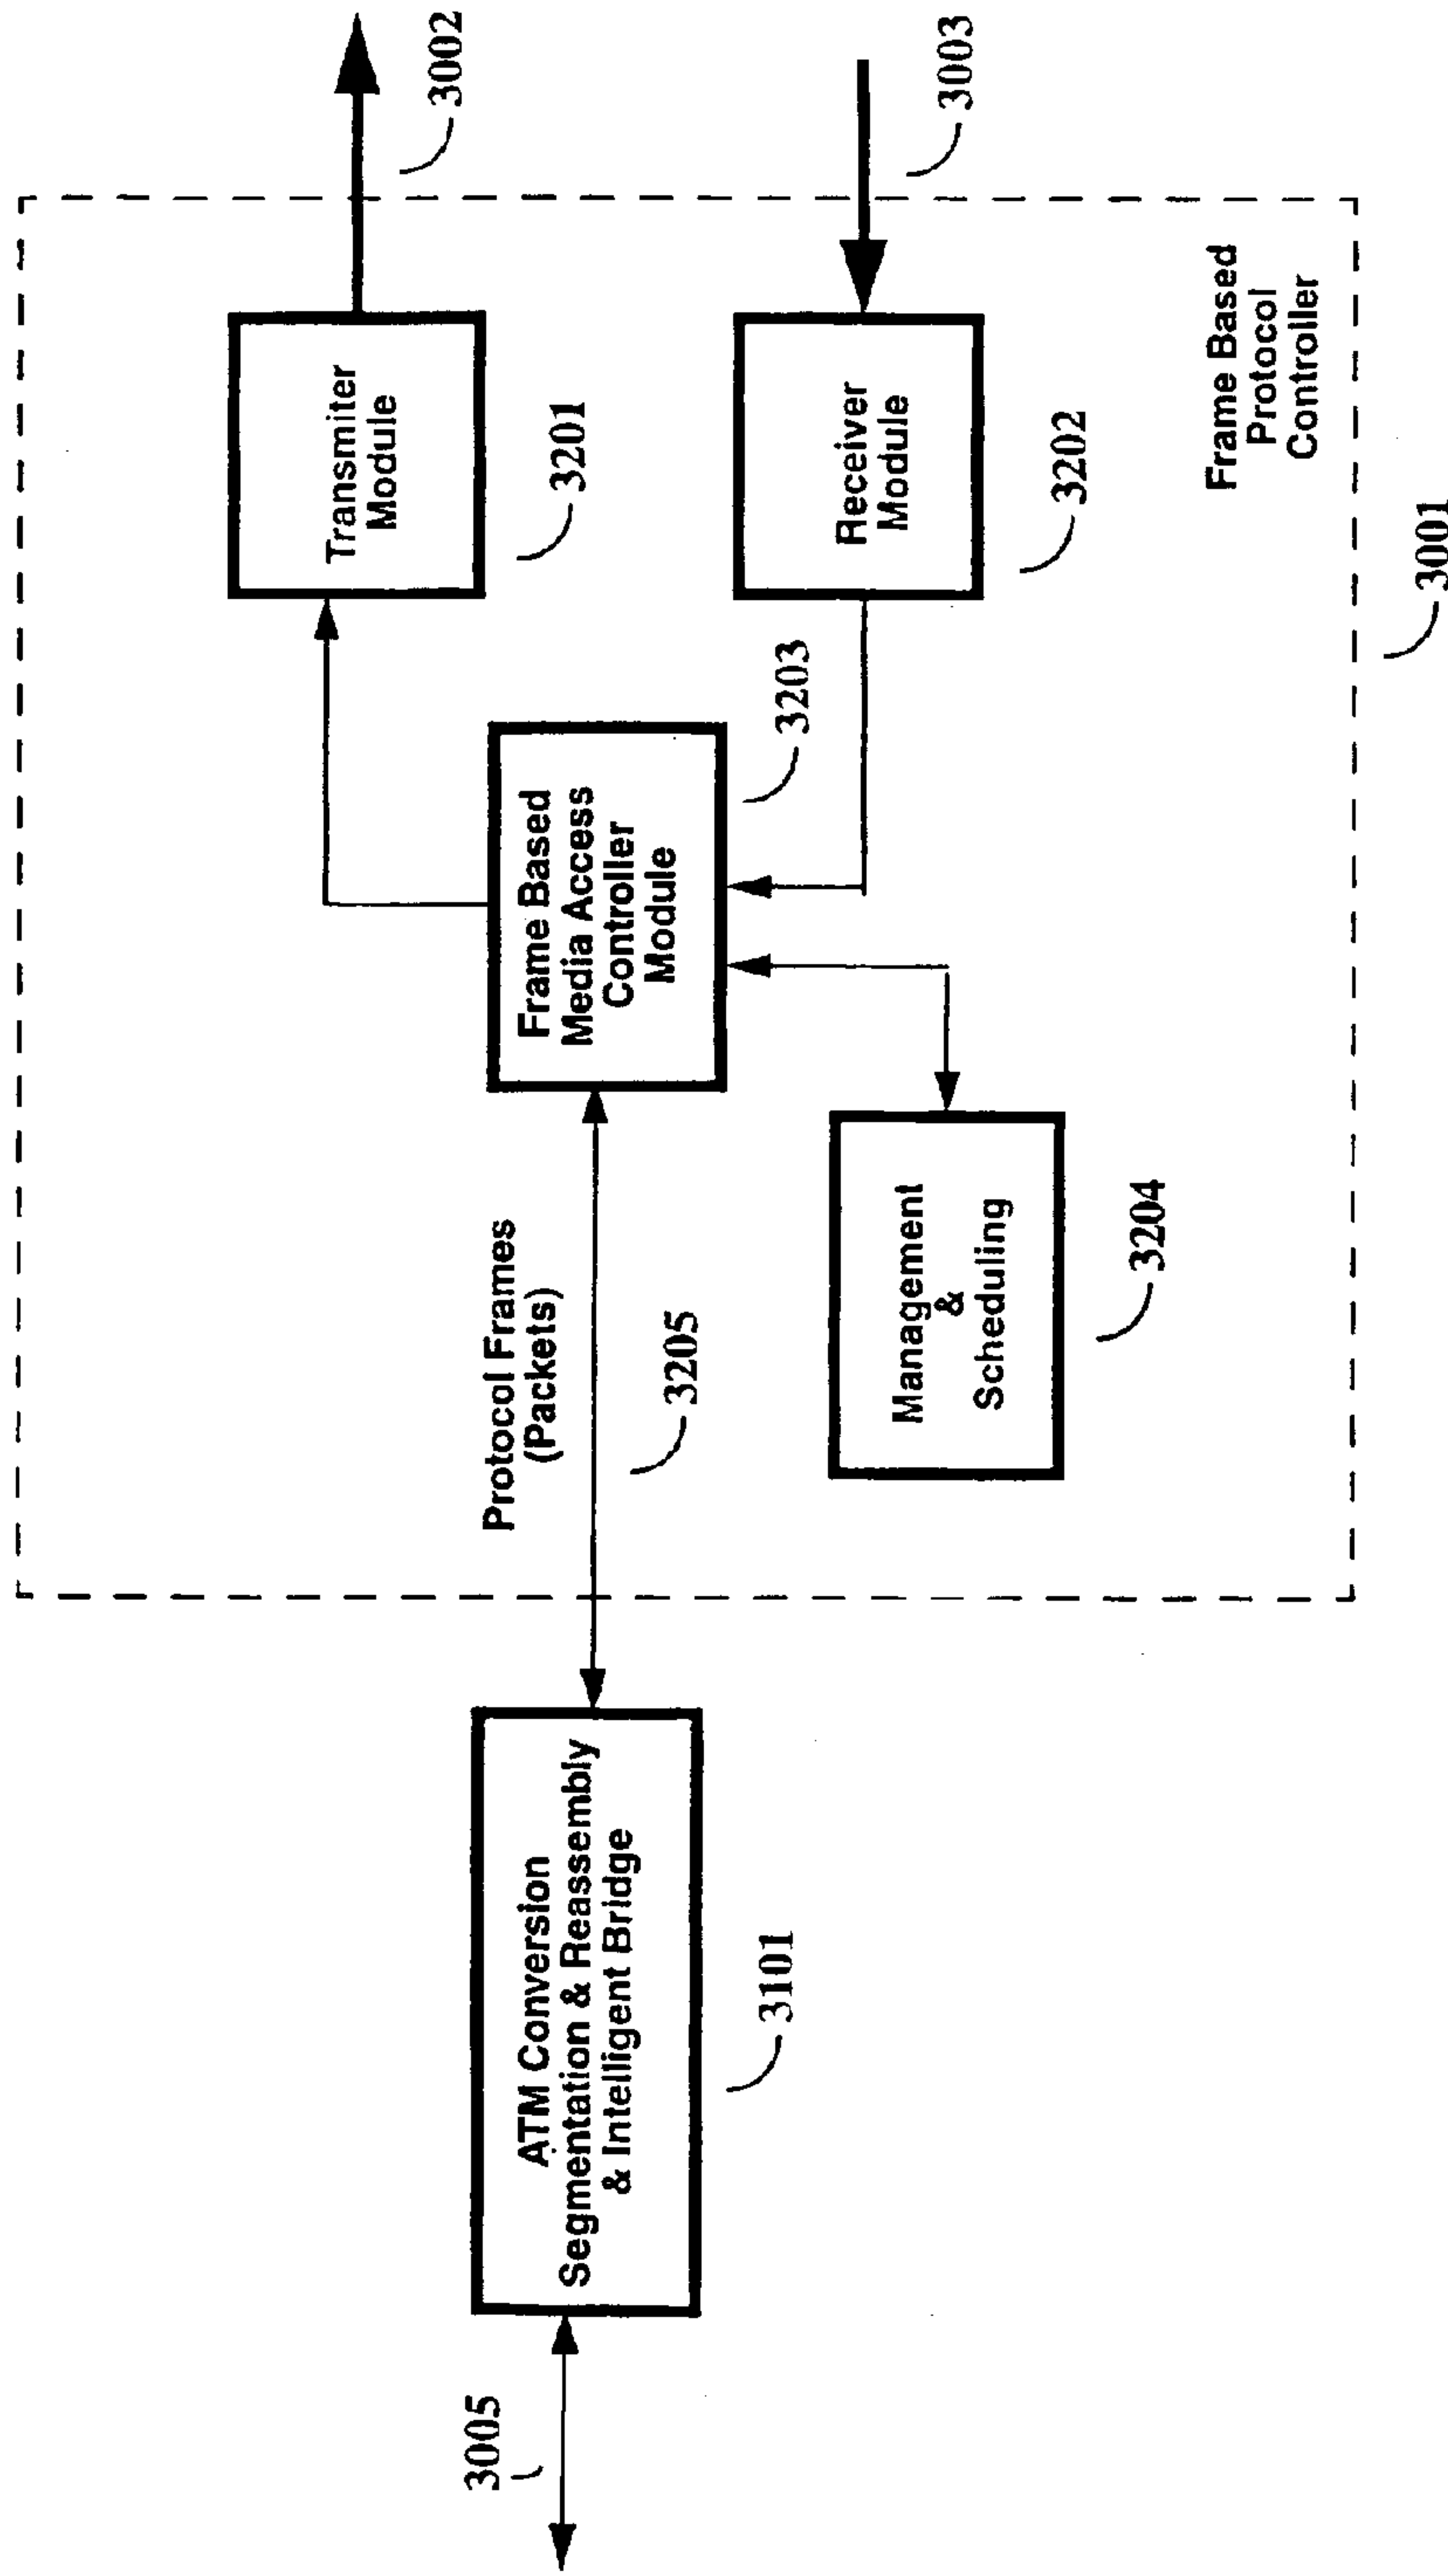 3002
Transmiter
Module
3201
3003
Receiver
Module
3202
Frame Based
Protocol
Controller
3001
Frame Based
Media Access
Controller
Module
3203
Management
&
Scheduling
3204
Protocol Frames
(Packets)
3205
ATM Conversion
Segmentation & Reassembly
& Intelligent Bridge
3101
3005